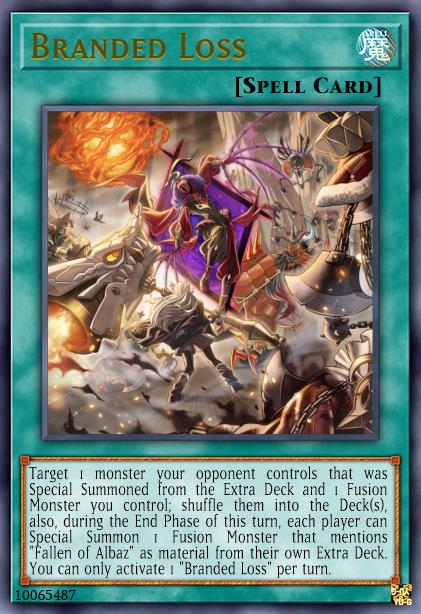 Branded Loss
魔
[Spell Card]
Target 1 monster your opponent controls that was
Special Summoned from the Extra Deck and 1 Fusion
Monster you control; shuffle them into the Deck(s),
also, during the End Phase of this turn, each player can
Special Summon 1 Fusion Monster that mentions
"Fallen of Albaz" as material from their own Extra Deck.
You can only activate 1 "Branded Loss" per turn.
10065487